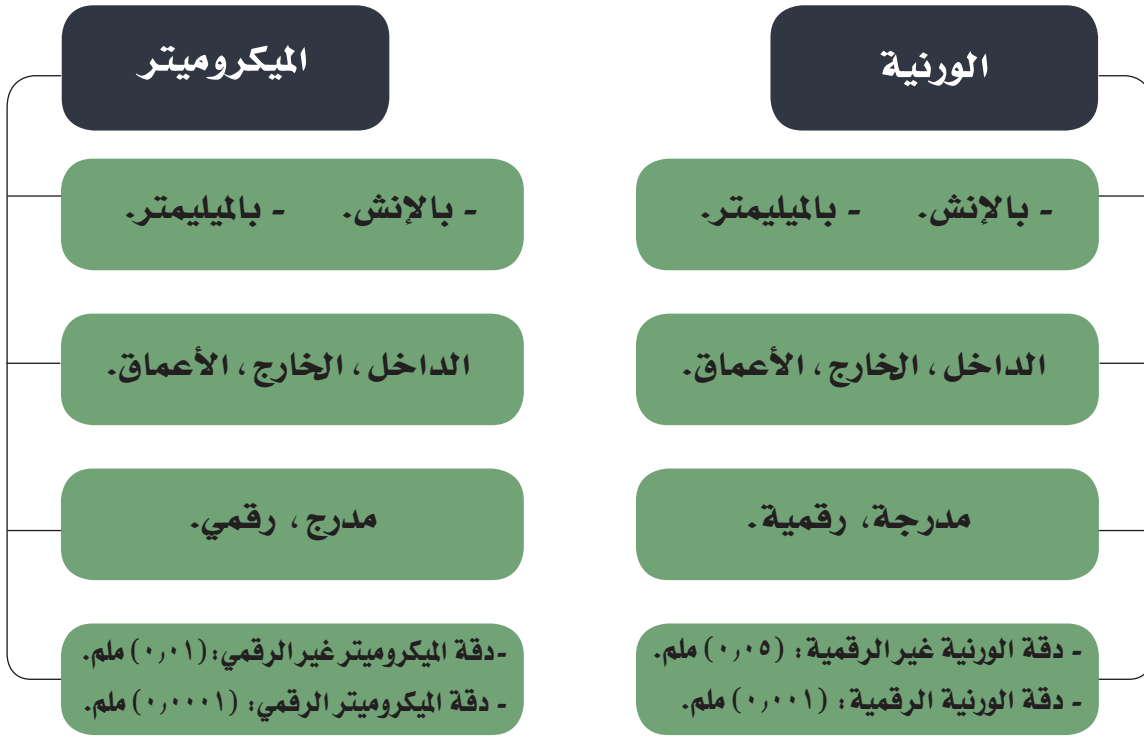 الورنية
- بالإنش. - بالميليمتر.
الداخل، الخارج، الأعماق.
مدرجة، رقمية.
- دقة الورنية غير الرقمية: (٠,٠٥) ملم.
- دقة الورنية الرقمية: (٠,٠٠١) ملم.
الميكروميتر
- بالإنش. - بالميليمتر.
الداخل، الخارج، الأعماق.
مدرج، رقمي.
-دقة الميكروميتر غير الرقمي: (٠,٠١) ملم.
- دقة الميكروميتر الرقمي: (٠,٠٠٠١) ملم.